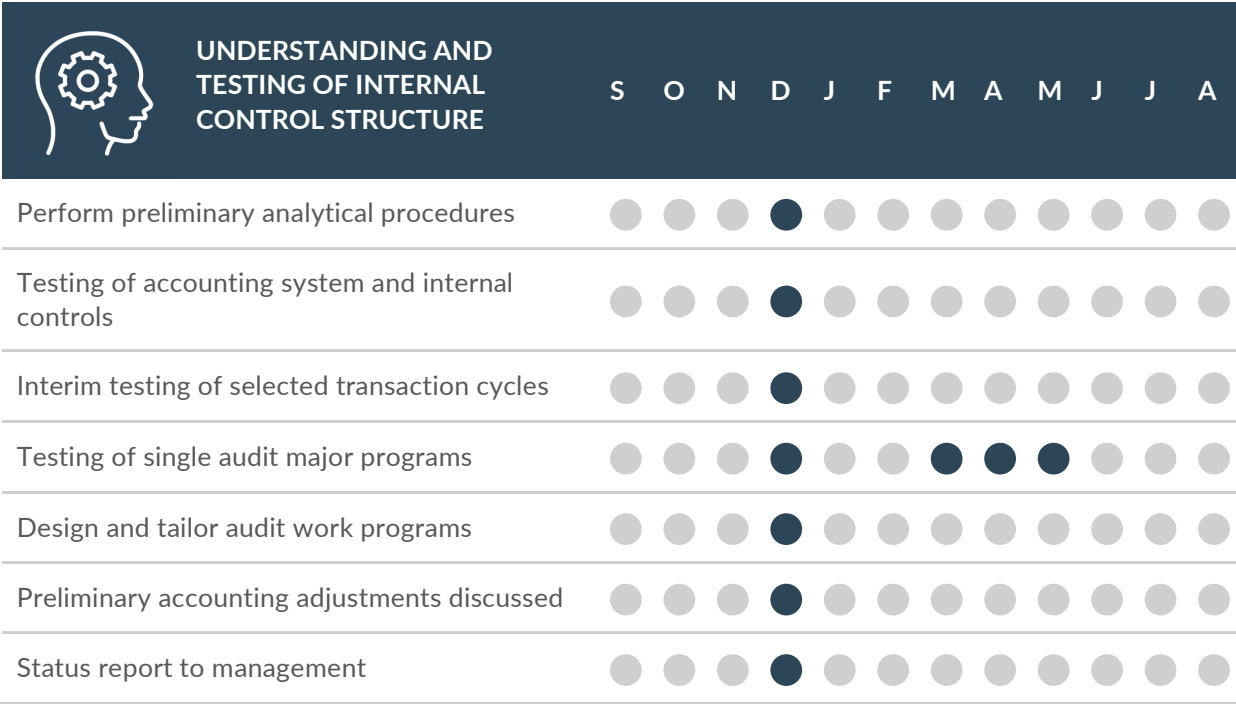 UNDERSTANDING AND
TESTING OF INTERNAL
CONTROL STRUCTURE
S O N D J F M A M J J A
Perform preliminary analytical procedures
Testing of accounting system and internal
controls
Interim testing of selected transaction cycles
Testing of single audit major programs
Design and tailor audit work programs
Preliminary accounting adjustments discussed
Status report to management